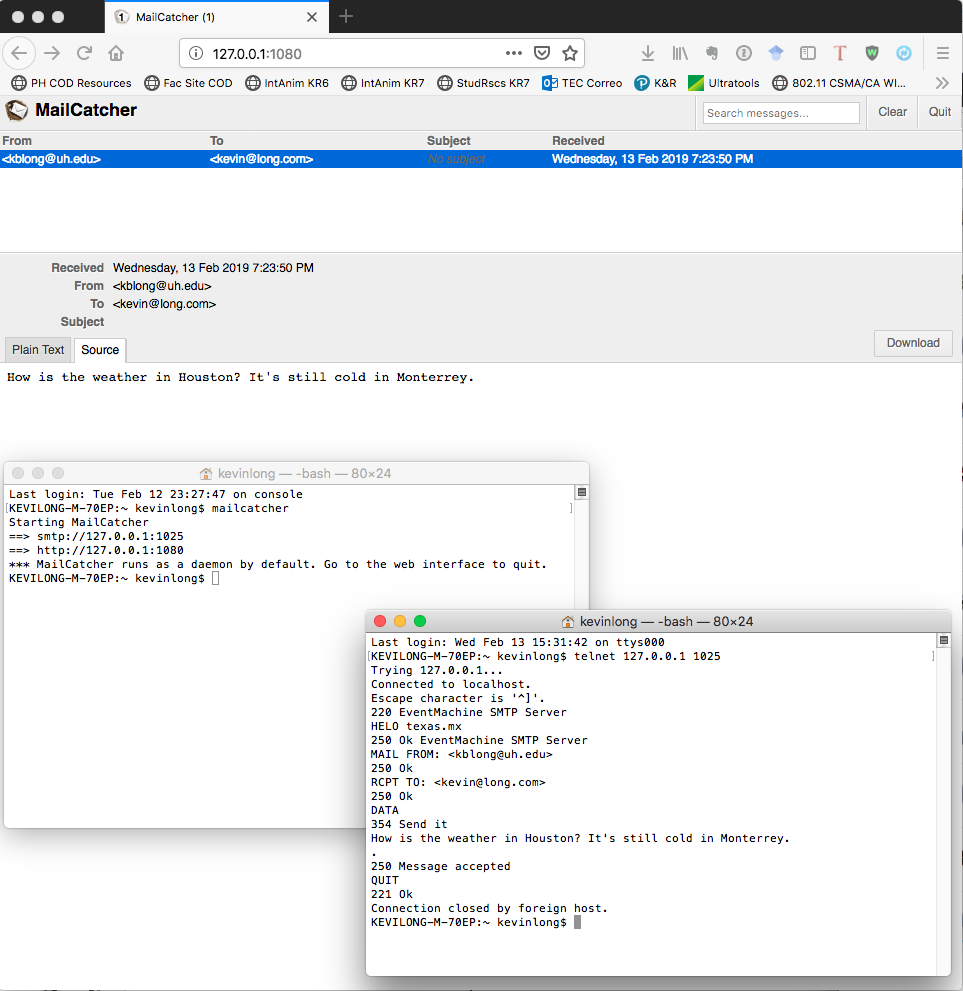 MailCatcher (1)
127.0.0.1:1080
PH COD Resources Fac Site COD IntAnim KR6 IntAnim KR7 StudRscs KR7 TEC Correo K&R Ultratools 802.11 CSMA/CA WI...
MailCatcher Search messages... Clear Quit
From To Subject Received
<kblong@uh.edu> <kevin@long.com> No subject Wednesday, 13 Feb 2019 7:23:50 PM
Received Wednesday, 13 Feb 2019 7:23:50 PM
From <kblong@uh.edu>
To <kevin@long.com>
Subject
Plain Text Source Download
How is the weather in Houston? It's still cold in Monterrey.
kevinlong — -bash — 80×24
Last login: Tue Feb 12 23:27:47 on console
[KEVILONG-M-70EP:~ kevinlong$ mailcatcher ]
Starting MailCatcher
==> smtp://127.0.0.1:1025
==> http://127.0.0.1:1080
*** MailCatcher runs as a daemon by default. Go to the web interface to quit.
KEVILONG-M-70EP:~ kevinlong$
kevinlong — -bash — 80×24
Last login: Wed Feb 13 15:31:42 on ttys000
[KEVILONG-M-70EP:~ kevinlong$ telnet 127.0.0.1 1025 ]
Trying 127.0.0.1...
Connected to localhost.
Escape character is '^]'.
220 EventMachine SMTP Server
HELO texas.mx
250 Ok EventMachine SMTP Server
MAIL FROM: <kblong@uh.edu>
250 Ok
RCPT TO: <kevin@long.com>
250 Ok
DATA
354 Send it
How is the weather in Houston? It's still cold in Monterrey.
.
250 Message accepted
QUIT
221 Ok
Connection closed by foreign host.
KEVILONG-M-70EP:~ kevinlong$